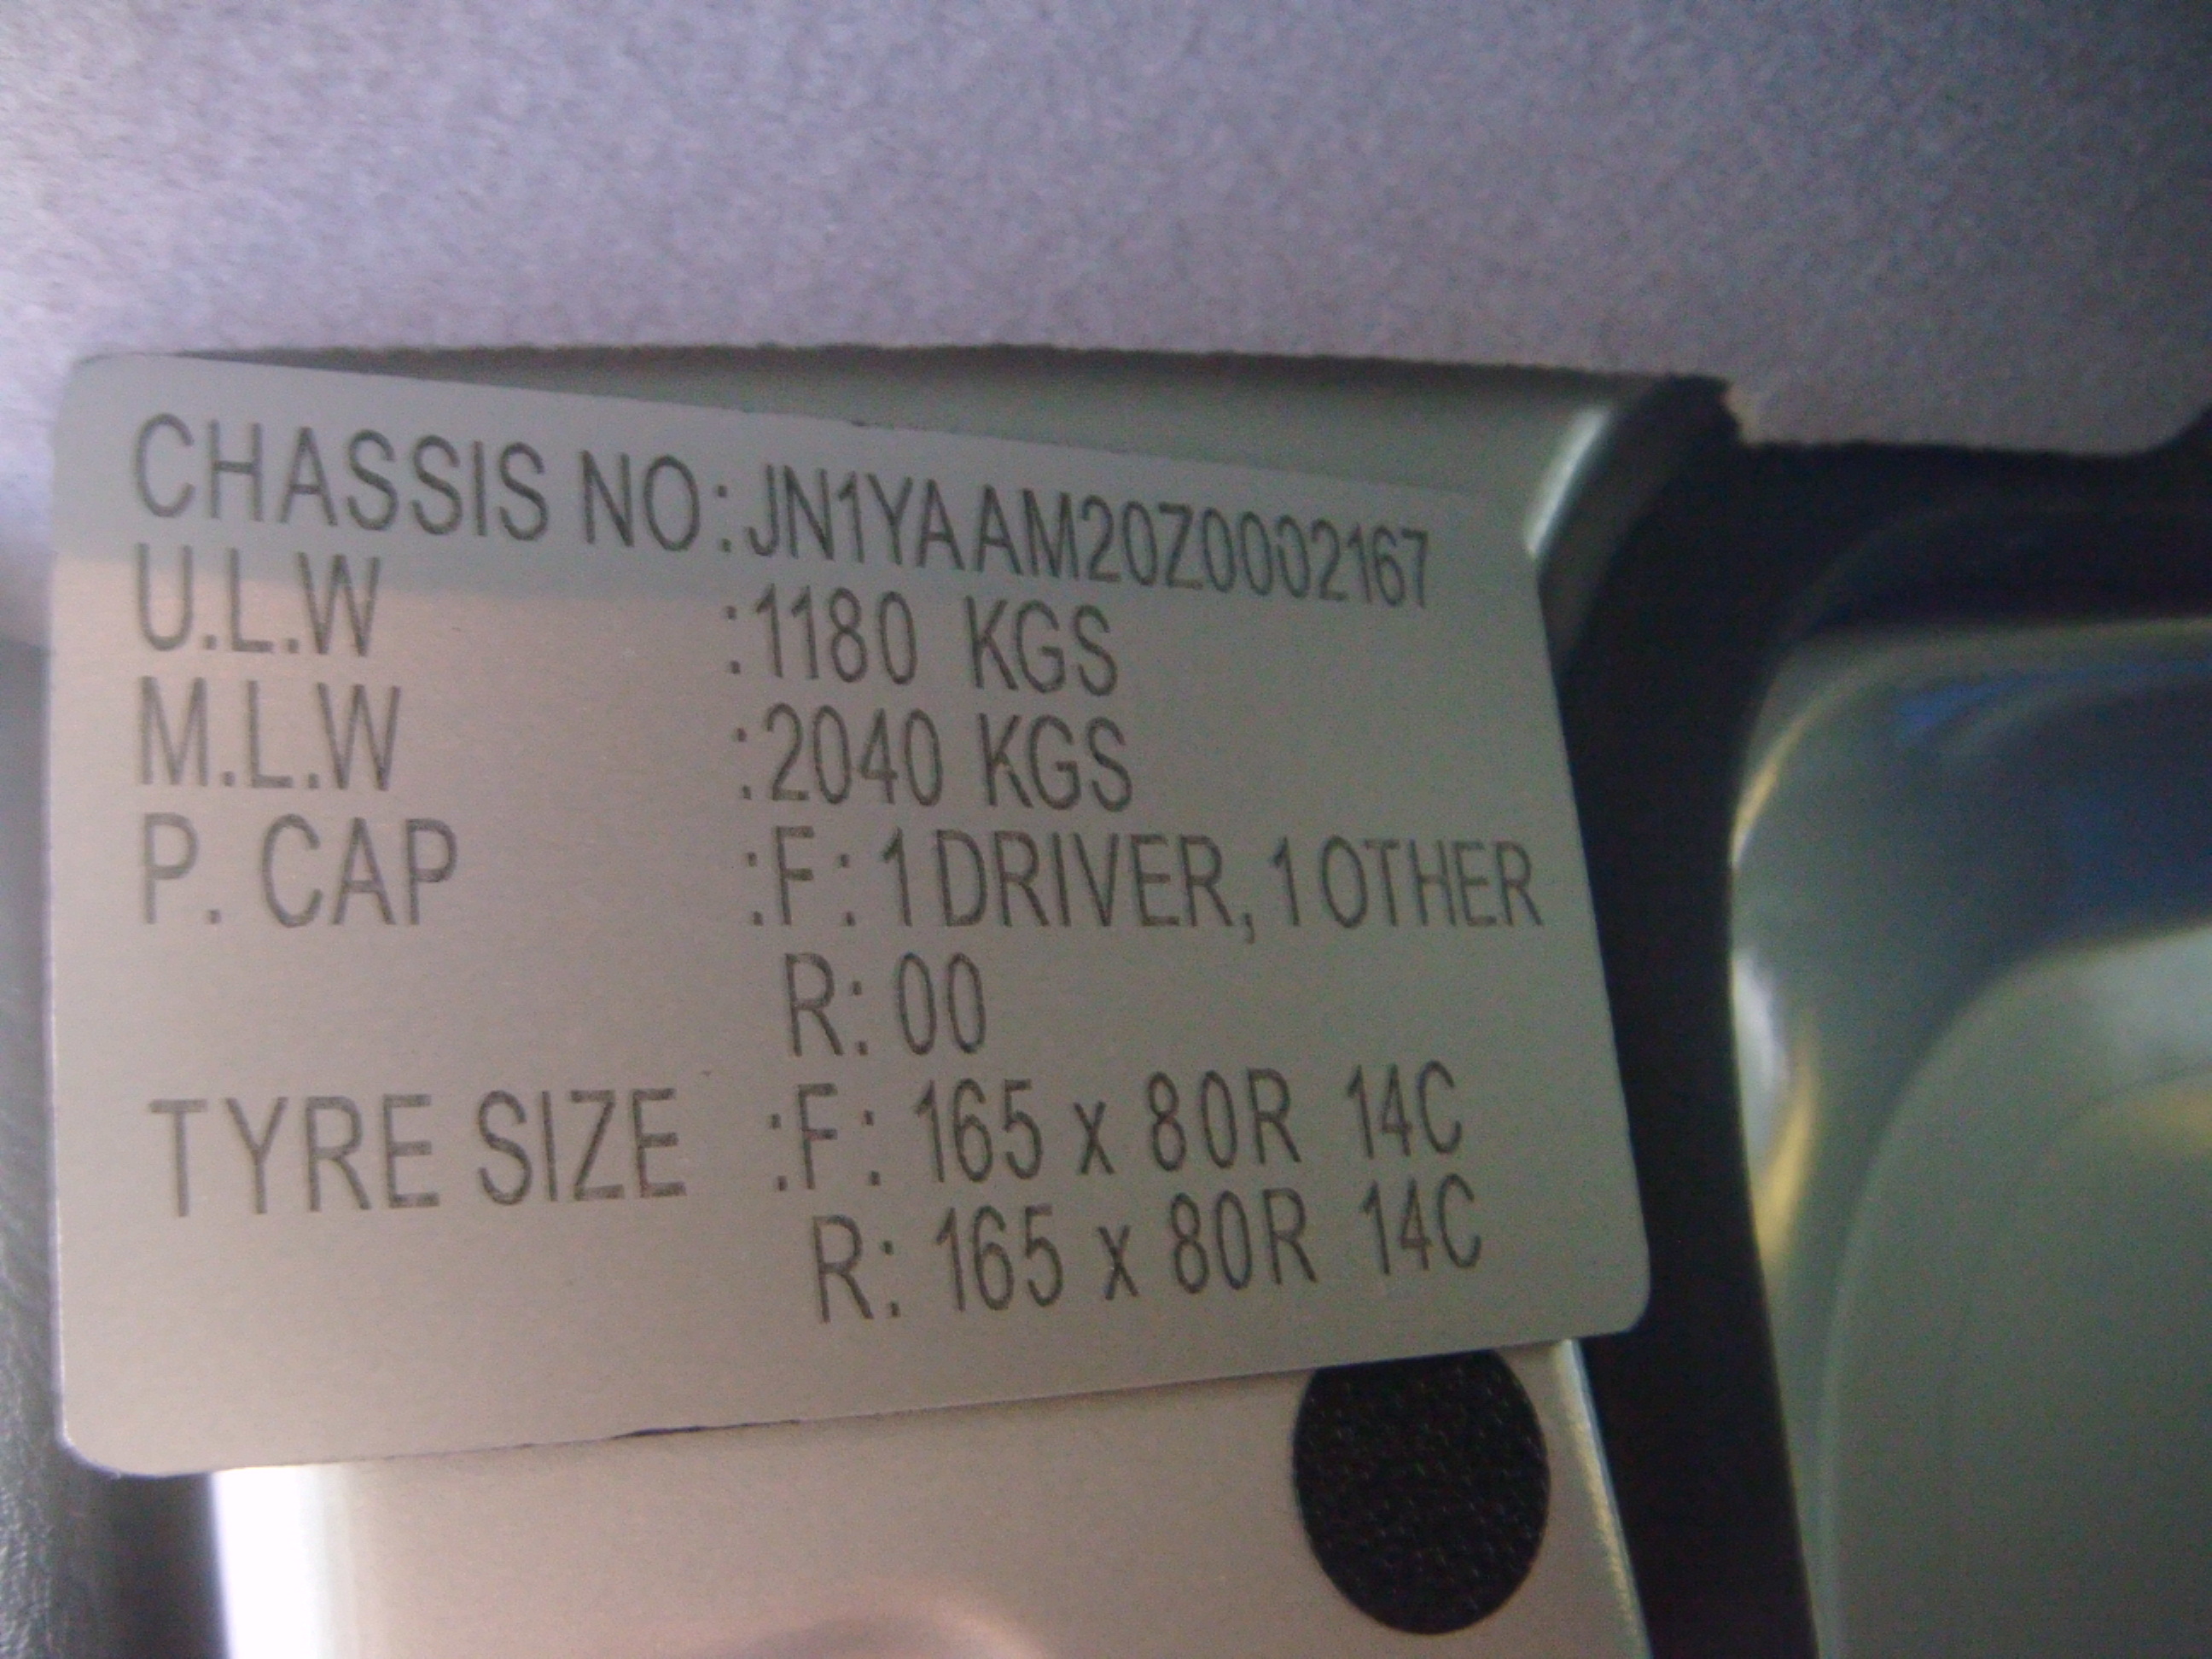 CHASSIS NO: JN1YAAM20Z0002167
U.L.W :1180 KGS
M.L.W :2040 KGS
P. CAP :F: 1 DRIVER, 1 OTHER
R: 00
TYRE SIZE :F: 165 x 80R 14C
R: 165 x 80R 14C